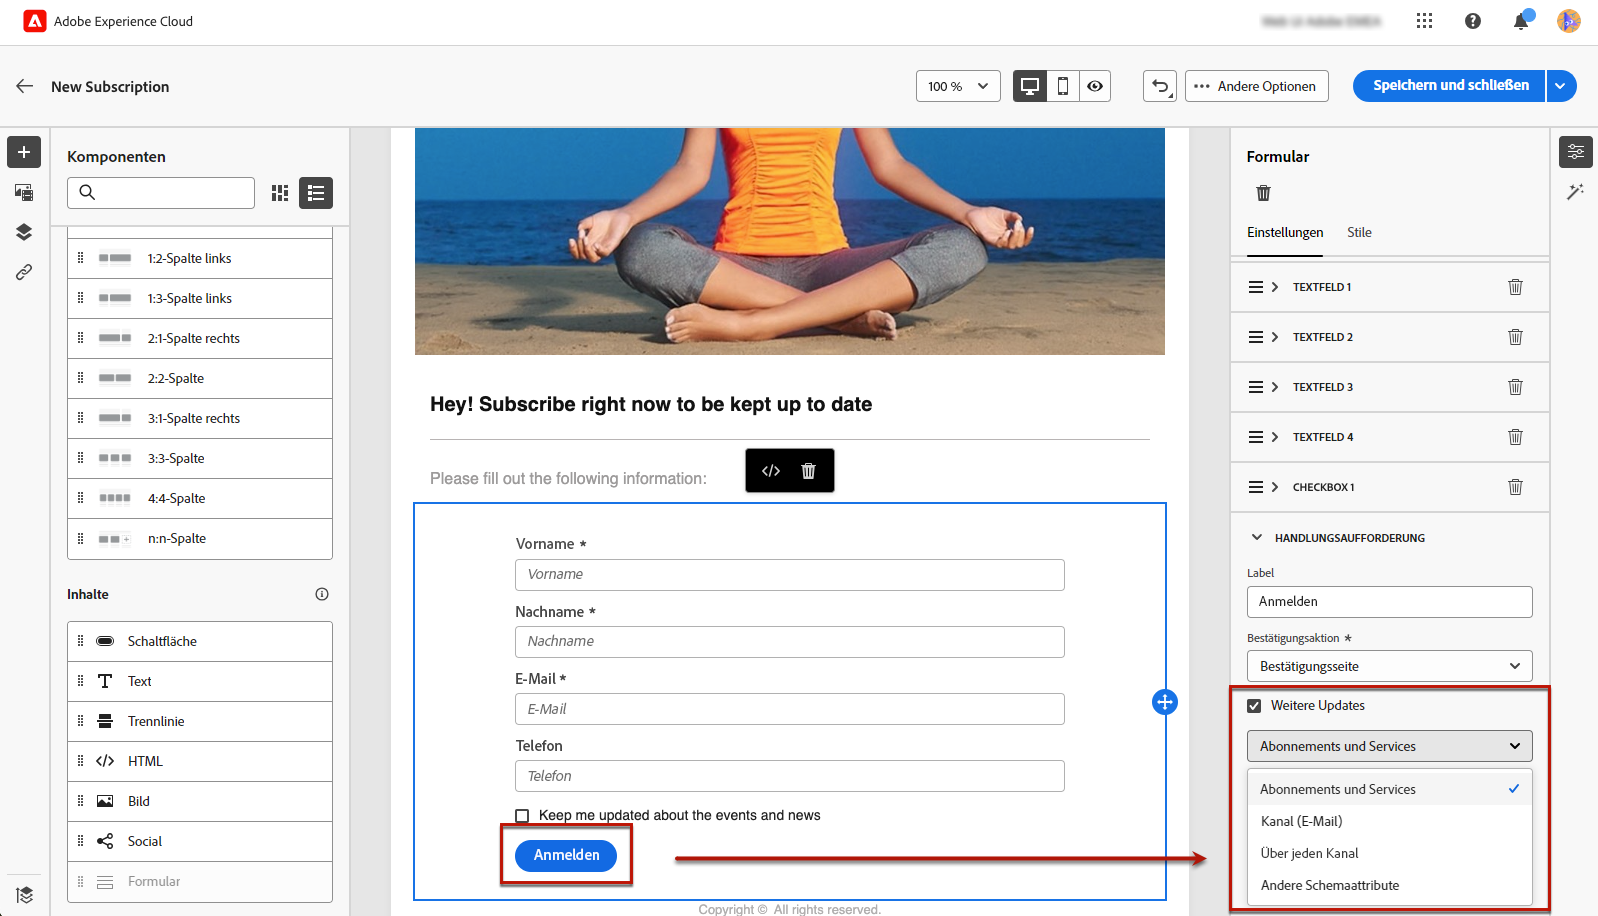 Adobe Experience Cloud
New Subscription
100 %
Andere Optionen
Speichern und schließen
Komponenten
1:2-Spalte links
1:3-Spalte links
2:1-Spalte rechts
2:2-Spalte
3:1-Spalte rechts
3:3-Spalte
4:4-Spalte
n:n-Spalte
Inhalte
Schaltfläche
Text
Trennlinie
HTML
Bild
Social
Formular
Hey! Subscribe right now to be kept up to date
Please fill out the following information:
Vorname *
Vorname
Nachname *
Nachname
E-Mail *
E-Mail
Telefon
Telefon
Keep me updated about the events and news
Anmelden
Copyright © All rights reserved.
Formular
Einstellungen
Stile
TEXTFELD 1
TEXTFELD 2
TEXTFELD 3
TEXTFELD 4
CHECKBOX 1
HANDLUNGSAUFFORDERUNG
Label
Anmelden
Bestätigungsaktion *
Bestätigungsseite
Weitere Updates
Abonnements und Services
Abonnements und Services
Kanal (E-Mail)
Über jeden Kanal
Andere Schemaattribute